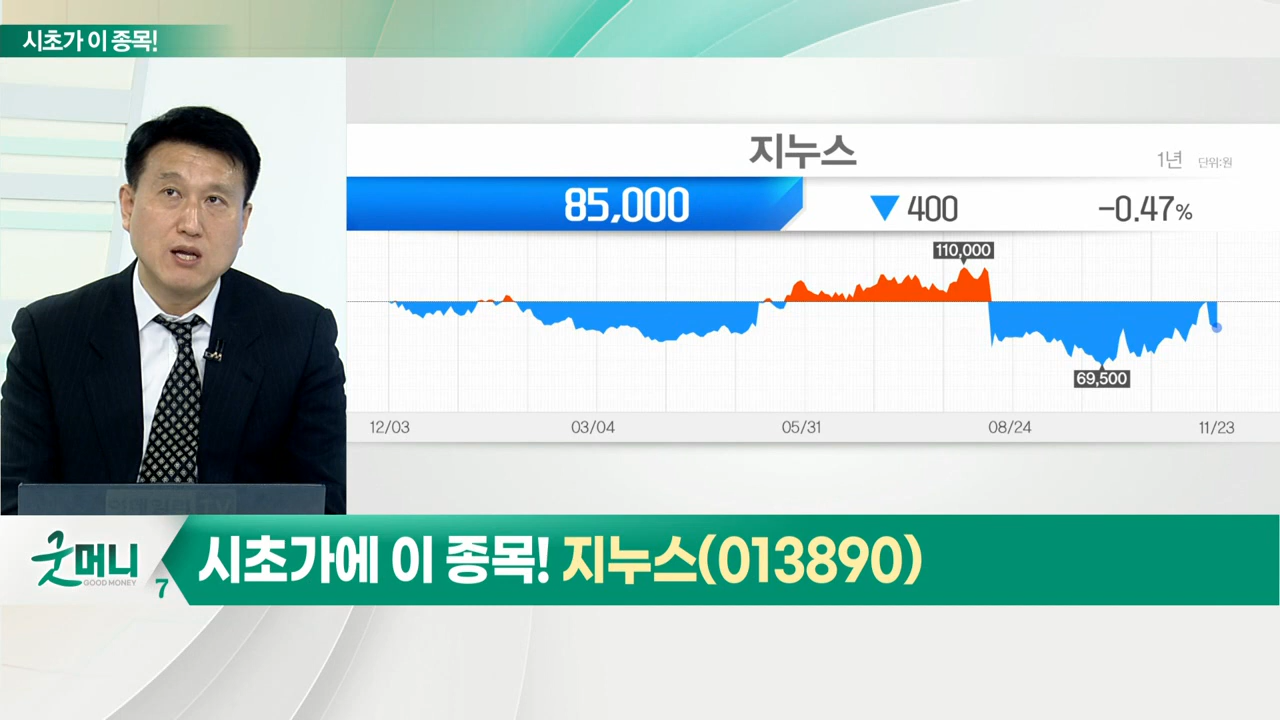 시초가 이 종목!
지누스
1년 단위:원
85,000 ▼400 -0.47%
110,000
69,500
12/03 03/04 05/31 08/24 11/23
굿머니
GOOD MONEY
7
시초가에 이 종목! 지누스(013890)